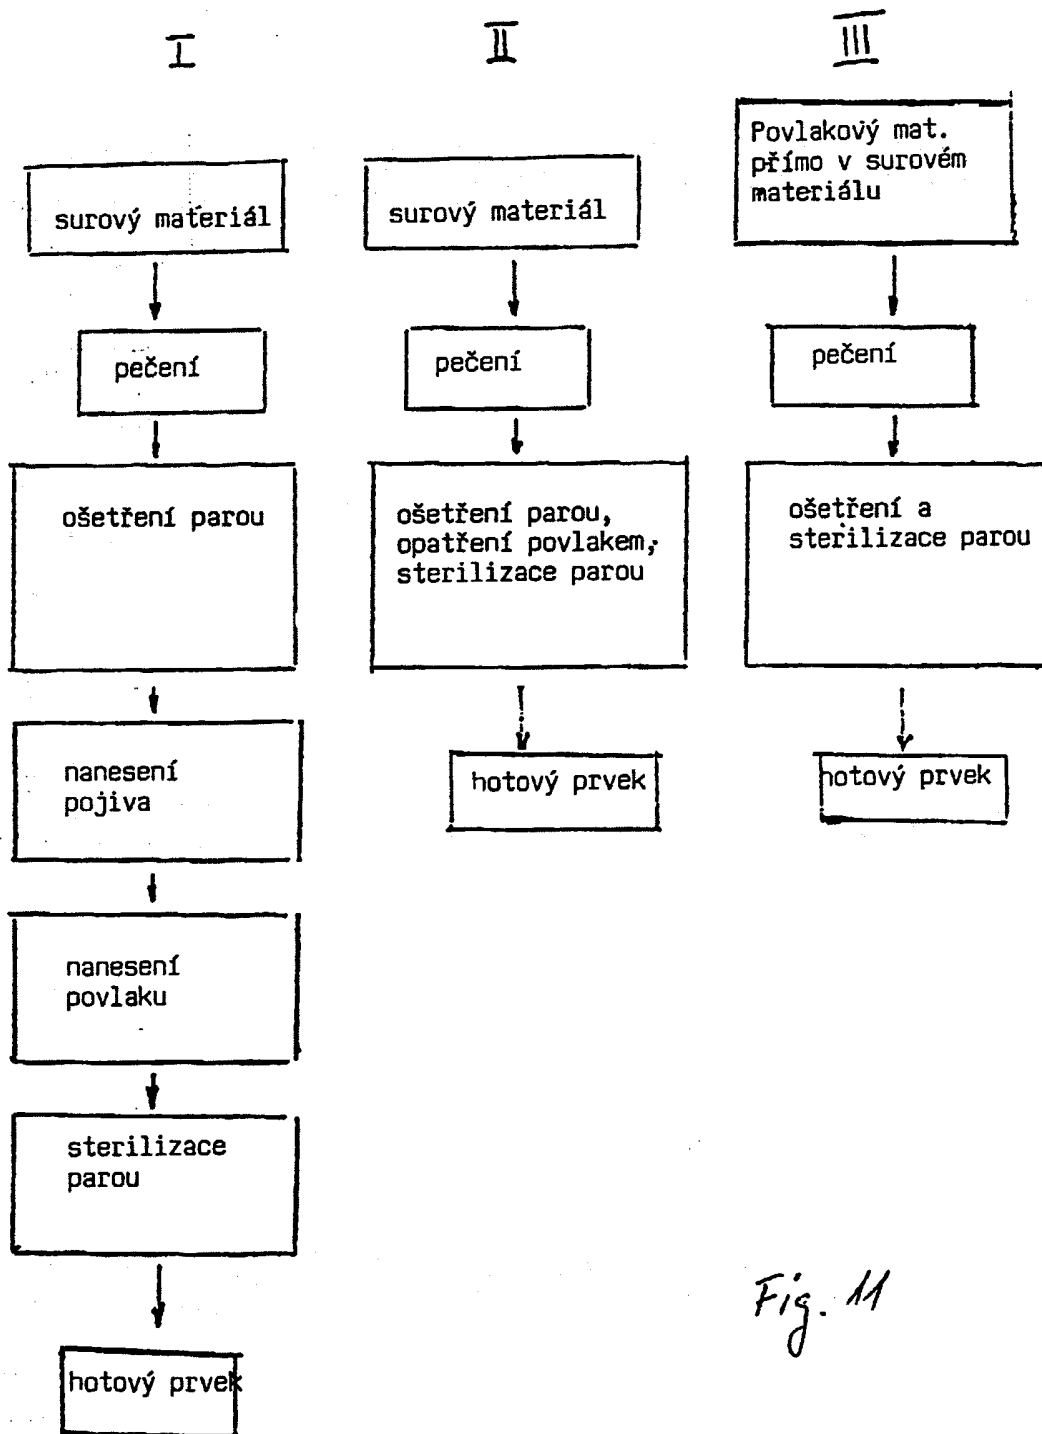 I
surový materiál
pečení
ošetření parou
nanesení
pojiva
nanesení
povlaku
sterilizace
parou
hotový prvek
II
surový materiál
pečení
ošetření parou,
opatření povlakem,
sterilizace parou
hotový prvek
III
Povlakový mat.
přímo v surovém
materiálu
pečení
ošetření a
sterilizace parou
hotový prvek
Fig. 11